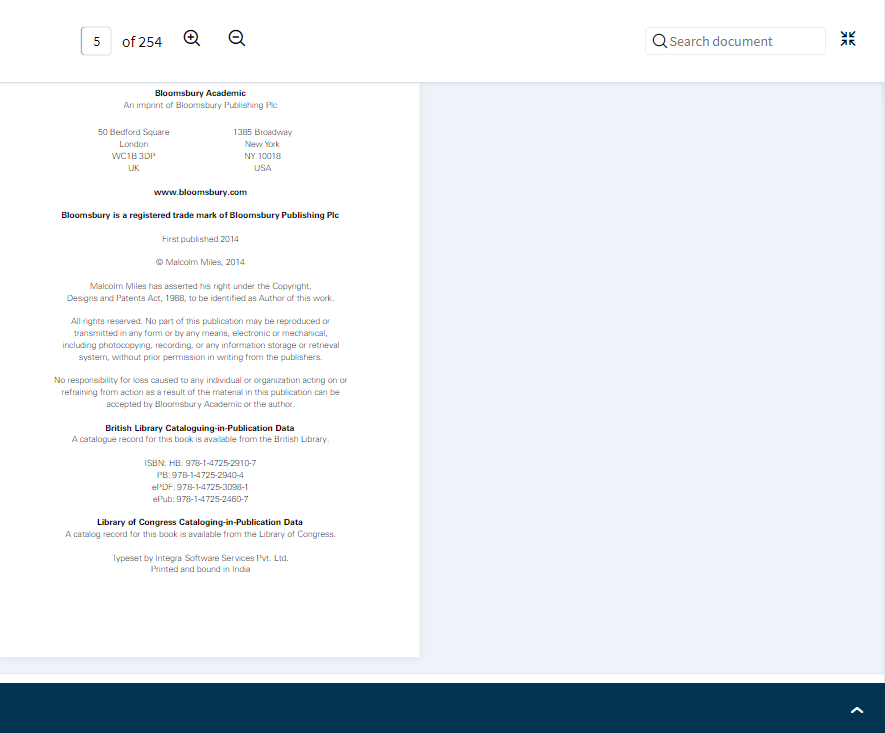 5 of 254
Search document
Bloomsbury Academic
An imprint of Bloomsbury Publishing Plc
50 Bedford Square
London
WC1B 3DP
UK
1385 Broadway
New York
NY 10018
USA
www.bloomsbury.com
Bloomsbury is a registered trade mark of Bloomsbury Publishing Plc
First published 2014
© Malcolm Miles, 2014
Malcolm Miles has asserted his right under the Copyright,
Designs and Patents Act, 1988, to be identified as Author of this work.
All rights reserved. No part of this publication may be reproduced or
transmitted in any form or by any means, electronic or mechanical,
including photocopying, recording, or any information storage or retrieval
system, without prior permission in writing from the publishers.
No responsibility for loss caused to any individual or organization acting on or
refraining from action as a result of the material in this publication can be
accepted by Bloomsbury Academic or the author.
British Library Cataloguing-in-Publication Data
A catalogue record for this book is available from the British Library.
ISBN: HB: 978-1-4725-2910-7
PB: 978-1-4725-2940-4
ePDF: 978-1-4725-3098-1
ePub: 978-1-4725-2460-7
Library of Congress Cataloging-in-Publication Data
A catalog record for this book is available from the Library of Congress.
Typeset by Integra Software Services Pvt. Ltd.
Printed and bound in India